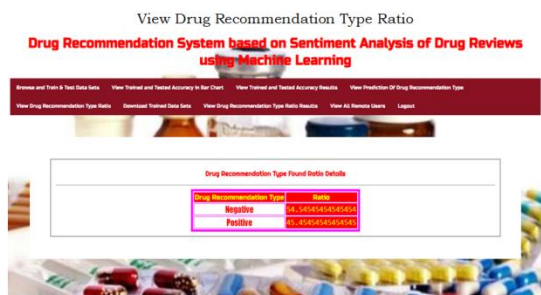 View Drug Recommendation Type Ratio
Drug Recommendation System based on Sentiment Analysis of Drug Reviews
using Machine Learning
Browse and Train & Test Data Sets View Trained and Tested Accuracy in Bar Chart View Trained and Tested Accuracy Results View Prediction Of Drug Recommendation Type
View Drug Recommendation Type Ratio Download Trained Data Sets View Drug Recommendation Type Ratio Results View All Remote Users Logout
Drug Recommendation Type Found Ratio Details
Drug Recommendation Type Ratio
Negative 54.54545454545454
Positive 45.45454545454545